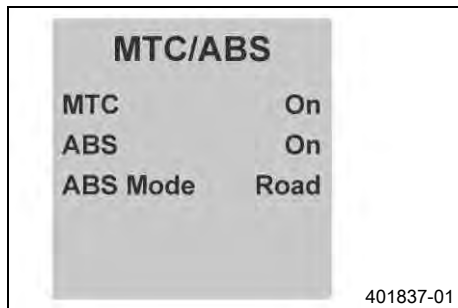 MTC/ABS
MTC On
ABS On
ABS Mode Road
401837-01